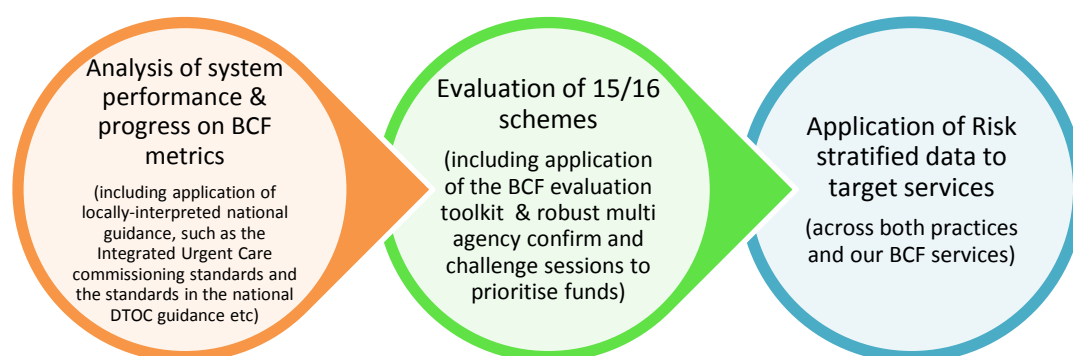 Analysis of system
performance &
progress on BCF
metrics
(including application of
locally-interpreted national
guidance, such as the
Integrated Urgent Care
commissioning standards and
the standards in the national
DTOC guidance etc)
Evaluation of 15/16
schemes
(including application
of the BCF evaluation
toolkit & robust multi
agency confirm and
challenge sessions to
prioritise funds)
Application of Risk
stratified data to
target services
(across both practices
and our BCF services)